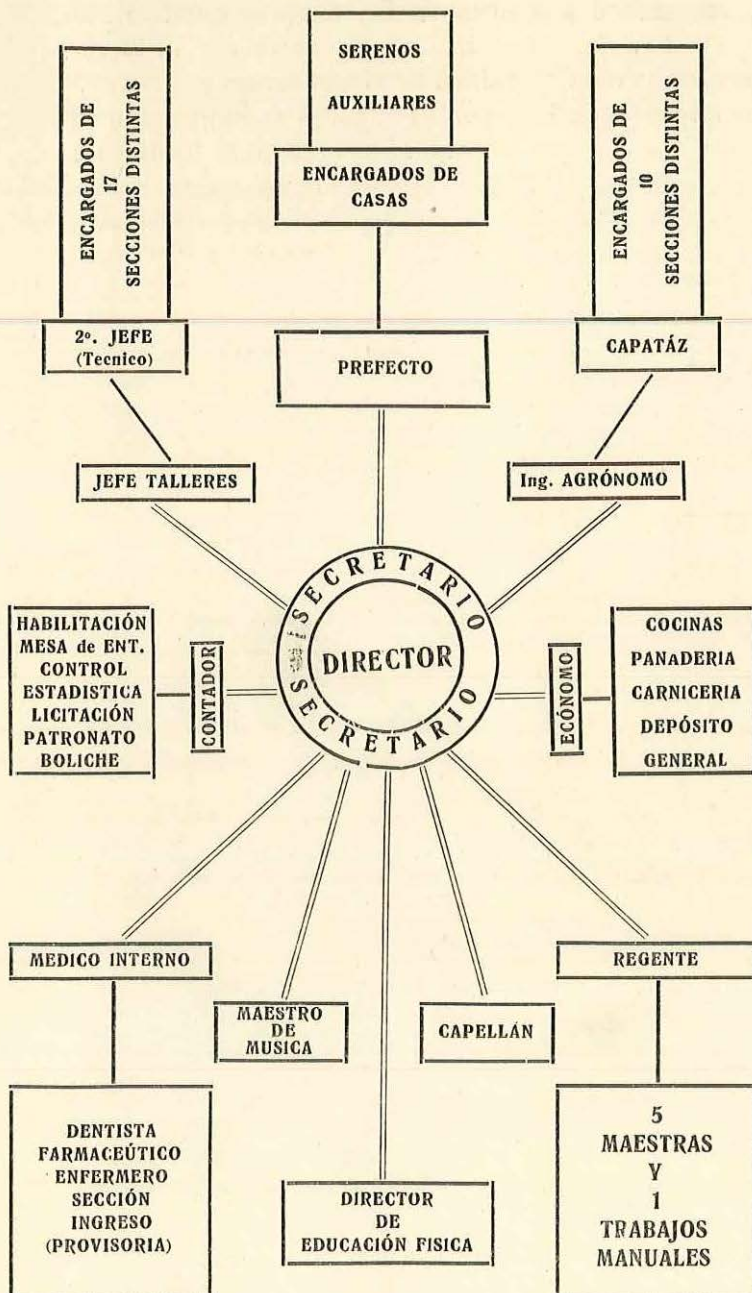 SERENOS
AUXILIARES
ENCARGADOS DE
CASAS
PREFECTO
ENCARGADOS DE
17
SECCIONES DISTINTAS
2º. JEFE
(Tecnico)
JEFE TALLERES
ENCARGADOS DE
10
SECCIONES DISTINTAS
CAPATÁZ
Ing. AGRÓNOMO
SECRETARIO
DIRECTOR
SECRETARIO
HABILITACIÓN
MESA de ENT.
CONTROL
ESTADISTICA
LICITACIÓN
PATRONATO
BOLICHE
CONTADOR
ECÓNOMO
COCINAS
PANADERIA
CARNICERIA
DEPÓSITO
GENERAL
MEDICO INTERNO
DENTISTA
FARMACEÚTICO
ENFERMERO
SECCIÓN
INGRESO
(PROVISORIA)
MAESTRO
DE
MUSICA
DIRECTOR
DE
EDUCACIÓN FISICA
CAPELLÁN
REGENTE
5
MAESTRAS
Y
1
TRABAJOS
MANUALES